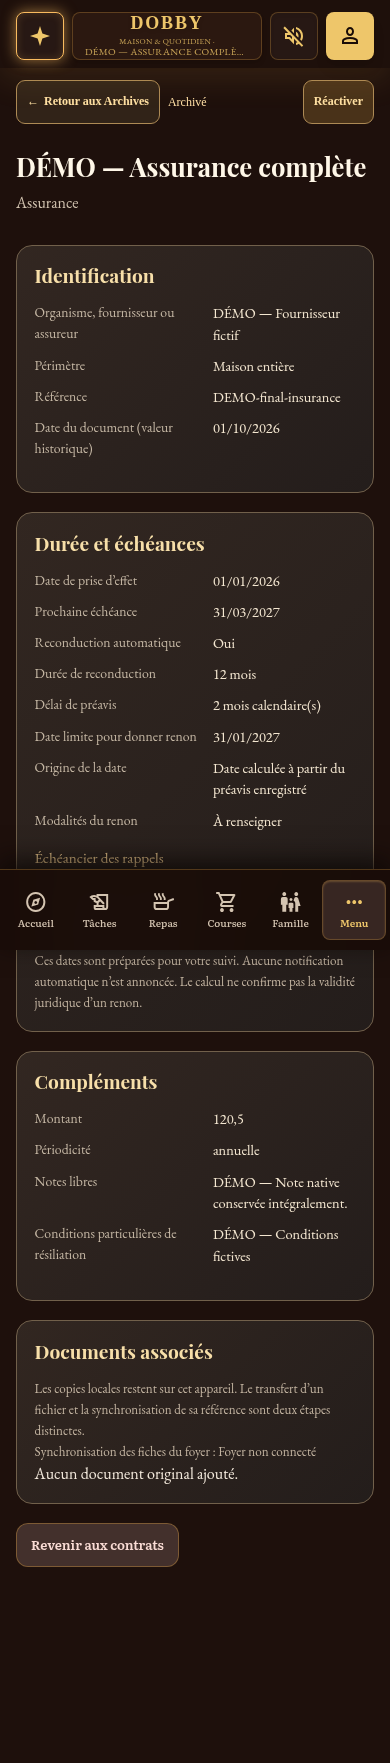 DOBBY
MAISON & QUOTIDIEN ·
DÉMO — ASSURANCE COMPLÈ...
← Retour aux Archives
Archivé
Réactiver
DÉMO — Assurance complète
Assurance
Identification
Organisme, fournisseur ou assureur
DÉMO — Fournisseur fictif
Périmètre
Maison entière
Référence
DEMO-final-insurance
Date du document (valeur historique)
01/10/2026
Durée et échéances
Date de prise d’effet
01/01/2026
Prochaine échéance
31/03/2027
Reconduction automatique
Oui
Durée de reconduction
12 mois
Délai de préavis
2 mois calendaire(s)
Date limite pour donner renon
31/01/2027
Origine de la date
Date calculée à partir du préavis enregistré
Modalités du renon
À renseigner
Échéancier des rappels
Accueil
Tâches
Repas
Courses
Famille
Menu
Ces dates sont préparées pour votre suivi. Aucune notification
automatique n’est annoncée. Le calcul ne confirme pas la validité
juridique d’un renon.
Compléments
Montant
120,5
Périodicité
annuelle
Notes libres
DÉMO — Note native conservée intégralement.
Conditions particulières de résiliation
DÉMO — Conditions fictives
Documents associés
Les copies locales restent sur cet appareil. Le transfert d’un
fichier et la synchronisation de sa référence sont deux étapes
distinctes.
Synchronisation des fiches du foyer : Foyer non connecté
Aucun document original ajouté.
Revenir aux contrats